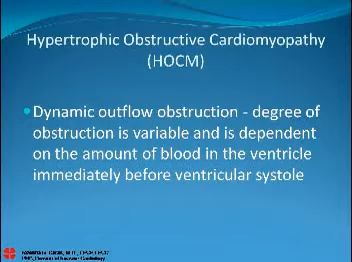 Hypertrophic Obstructive Cardiomyopathy
(HOCM)
Dynamic outflow obstruction - degree of
obstruction is variable and is dependent
on the amount of blood in the ventricle
immediately before ventricular systole